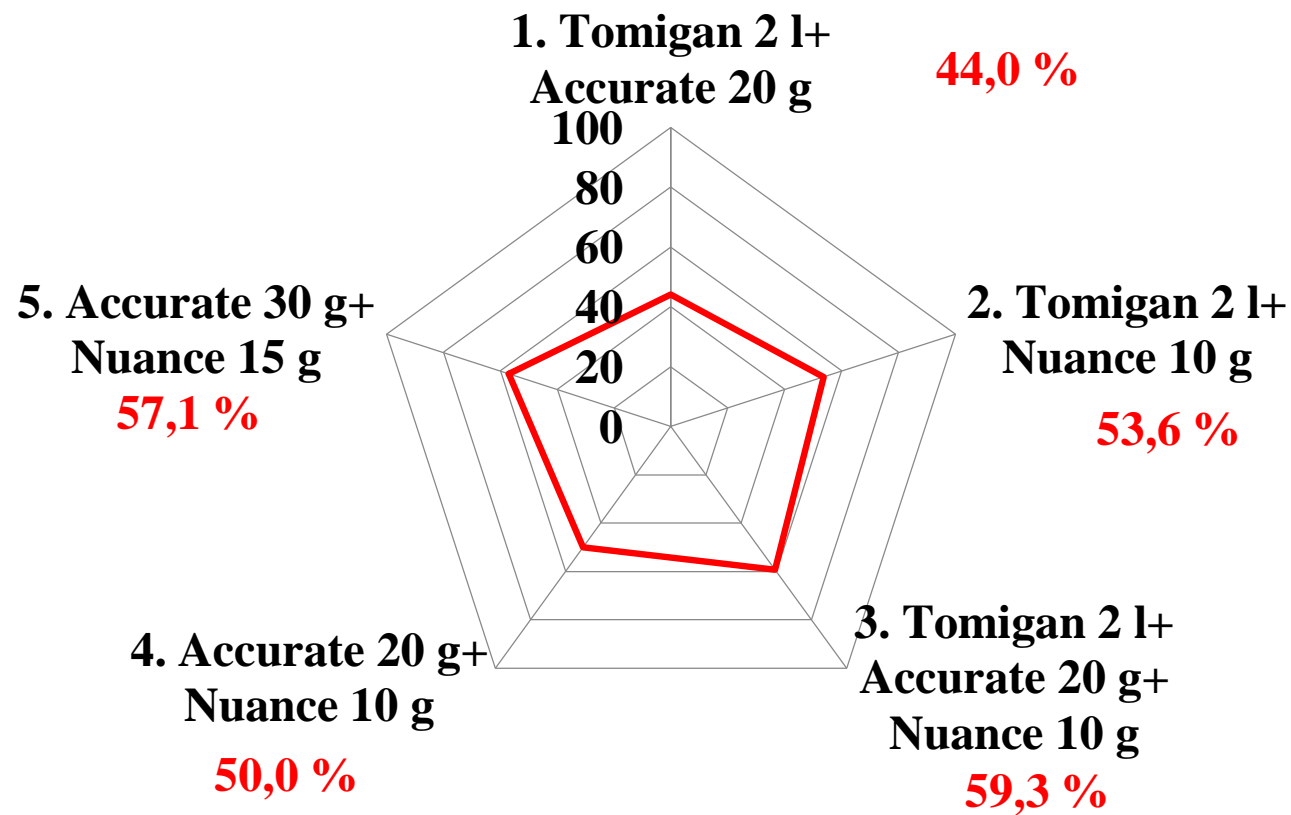 1. Tomigan 2 l+
Accurate 20 g
44,0 %
100
80
60
40
20
0
2. Tomigan 2 l+
Nuance 10 g
53,6 %
3. Tomigan 2 l+
Accurate 20 g+
Nuance 10 g
59,3 %
4. Accurate 20 g+
Nuance 10 g
50,0 %
5. Accurate 30 g+
Nuance 15 g
57,1 %